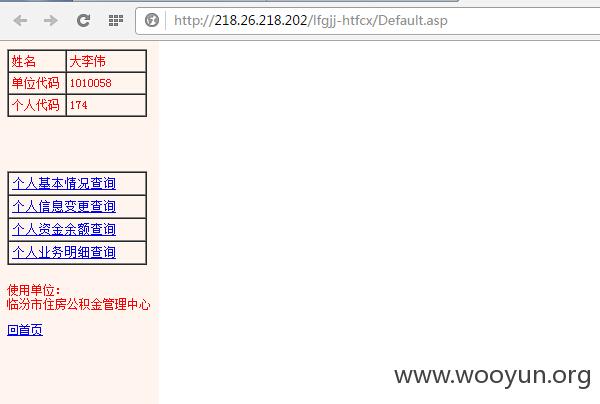 http://218.26.218.202/lfgjj-htfcx/Default.asp
姓名 大李伟
单位代码 1010058
个人代码 174
个人基本情况查询
个人信息变更查询
个人资金余额查询
个人业务明细查询
使用单位：
临汾市住房公积金管理中心
回首页
www.wooyun.org